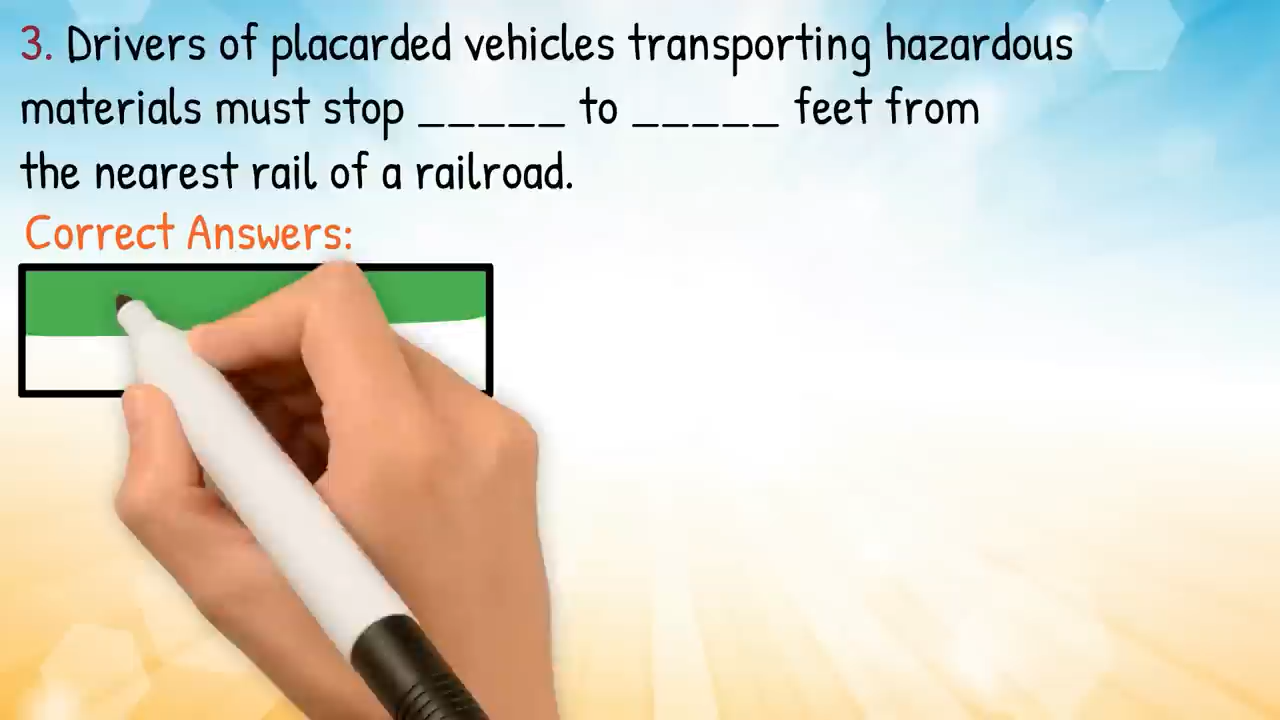 3. Drivers of placarded vehicles transporting hazardous
materials must stop _____ to _____ feet from
the nearest rail of a railroad.
Correct Answers: